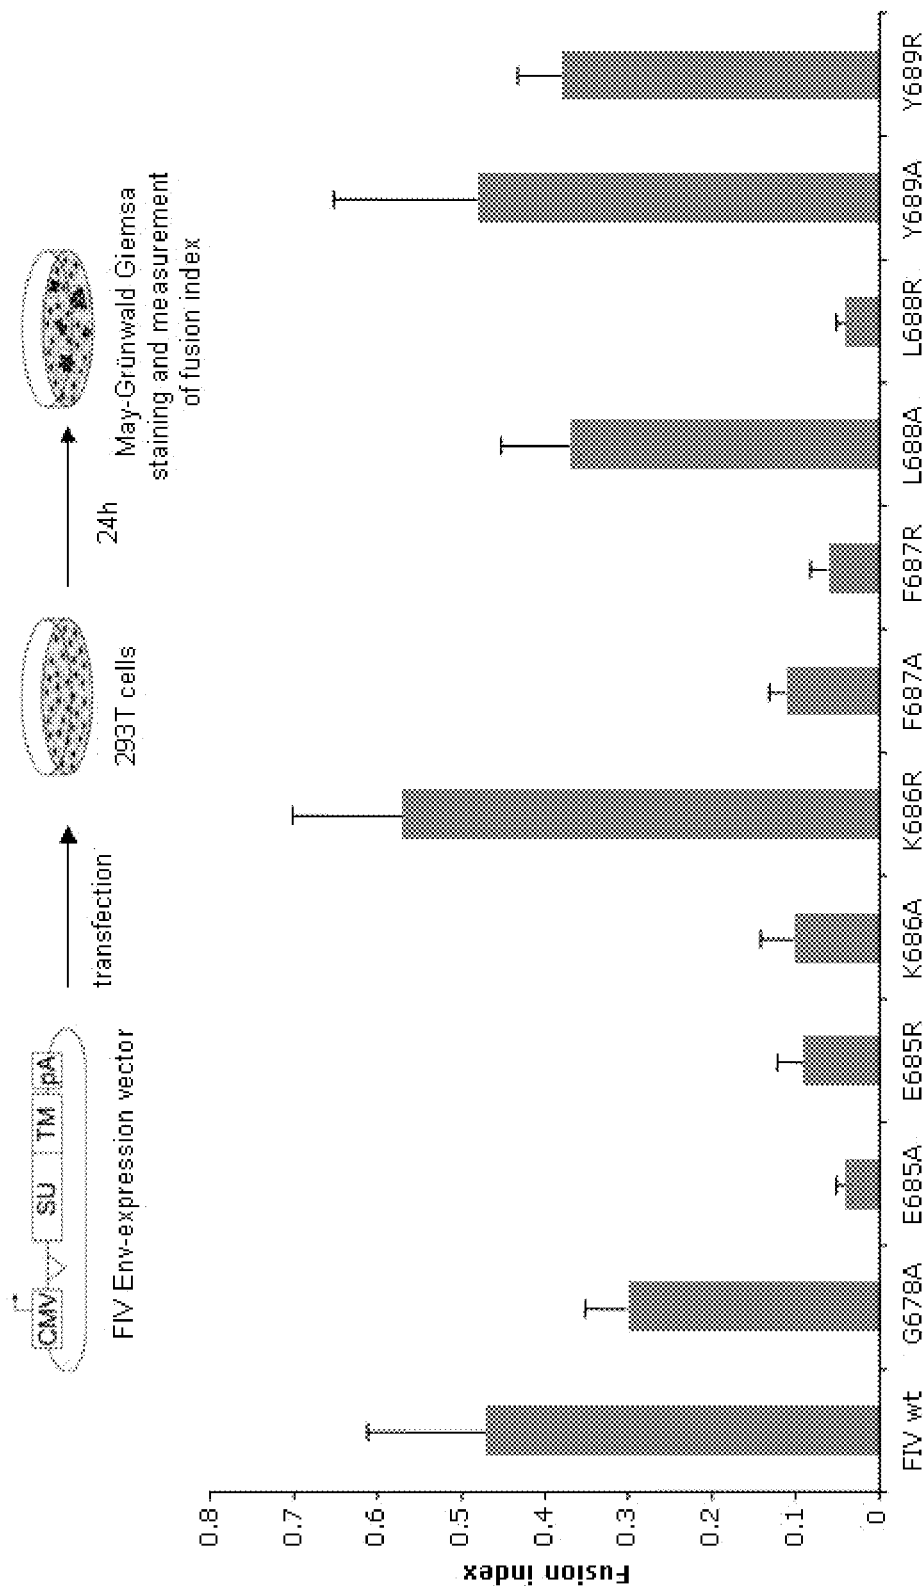 CMV
SU
TM
pA
FIV Env-expression vector
transfection
293T cells
24h
May-Grünwald Giemsa
staining and measurement
of fusion index
Fusion index
0.8
0.7
0.6
0.5
0.4
0.3
0.2
0.1
0
FIV wt
G678A
E685A
E685R
K686A
K686R
F687A
F687R
L688A
L688R
Y689A
Y689R